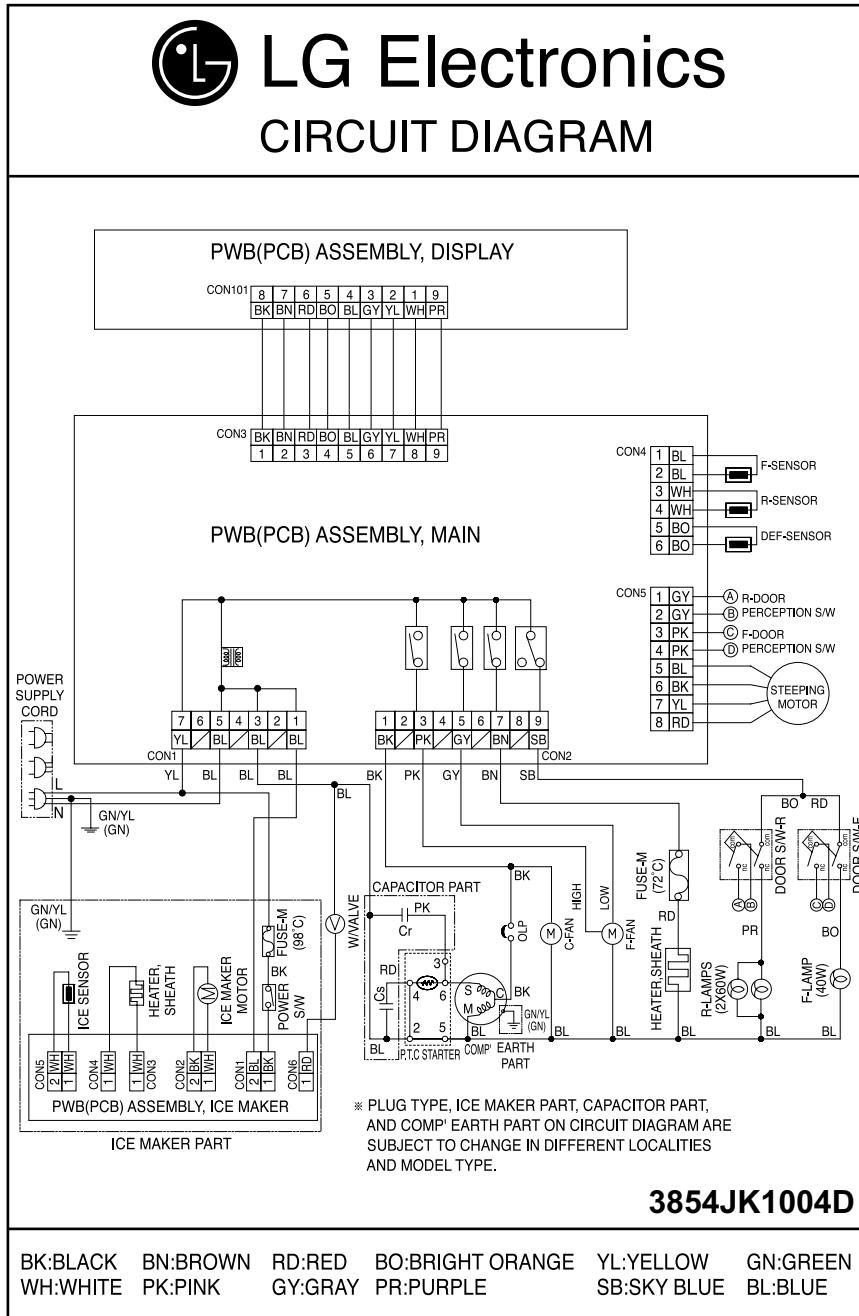 LG Electronics
CIRCUIT DIAGRAM
PWB(PCB) ASSEMBLY, DISPLAY
CON101
8 7 6 5 4 3 2 1 9
BK BN RD BO BL GY YL WH PR
CON3
BK BN RD BO BL GY YL WH PR
1 2 3 4 5 6 7 8 9
PWB(PCB) ASSEMBLY, MAIN
CON4
1 BL
2 BL
F-SENSOR
3 WH
4 WH
R-SENSOR
5 BO
6 BO
DEF-SENSOR
CON5
1 GY A R-DOOR
2 GY B PERCEPTION S/W
3 PK C F-DOOR
4 PK D PERCEPTION S/W
5 BL
6 BK
7 YL
8 RD
STEEPING
MOTOR
POWER
SUPPLY
CORD
L
N
GN/YL
(GN)
7 6 5 4 3 2 1
YL BL BL BL
CON1
YL BL BL BL
1 2 3 4 5 6 7 8 9
BK PK GY BN SB
CON2
BK PK GY BN SB
BL
W/VALVE
GN/YL
(GN)
ICE SENSOR
HEATER,
SHEATH
ICE MAKER
MOTOR
FUSE-M
(98°C)
BK
POWER
S/W
CON5
2 WH
1 WH
CON4
1 WH
1 WH
CON3
CON2
2 BK
1 WH
CON1
2 BL
1 BK
CON6
1 RD
PWB(PCB) ASSEMBLY, ICE MAKER
ICE MAKER PART
CAPACITOR PART
PK
Cr
RD
Cs
3
4 6
2 5
BL
P.T.C STARTER
S
M
C
BK
GN/YL
(GN)
BL
COMP' EARTH
PART
BK
OLP
M
C-FAN
BL
HIGH
LOW
M
F-FAN
BL
FUSE-M
(72°C)
RD
HEATER,SHEATH
BL
BO RD
com
nc
com
nc
DOOR S/W-R
A B
PR
R-LAMPS
(2X60W)
BL
com
nc
com
nc
DOOR S/W-F
C D
BO
F-LAMP
(40W)
BL
※ PLUG TYPE, ICE MAKER PART, CAPACITOR PART,
AND COMP' EARTH PART ON CIRCUIT DIAGRAM ARE
SUBJECT TO CHANGE IN DIFFERENT LOCALITIES
AND MODEL TYPE.
3854JK1004D
BK:BLACK BN:BROWN RD:RED BO:BRIGHT ORANGE YL:YELLOW GN:GREEN
WH:WHITE PK:PINK GY:GRAY PR:PURPLE SB:SKY BLUE BL:BLUE